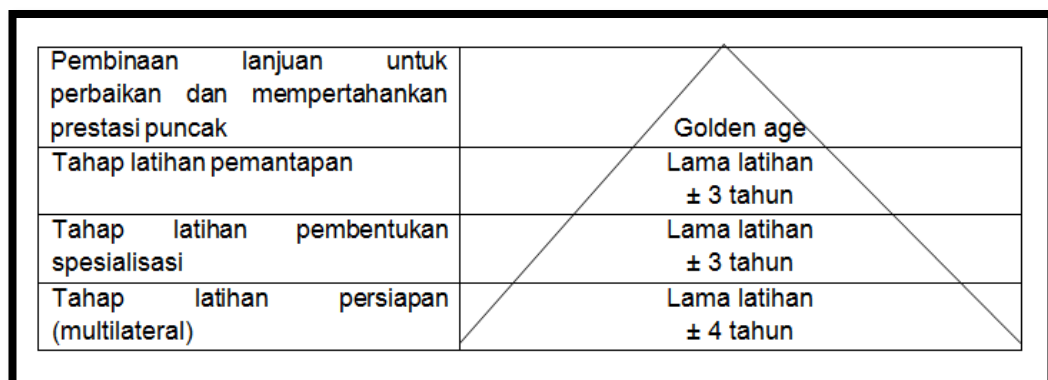 Pembinaan lanjuan untuk
perbaikan dan mempertahankan
prestasi puncak
Golden age
Tahap latihan pemantapan
Lama latihan
± 3 tahun
Tahap latihan pembentukan
spesialisasi
Lama latihan
± 3 tahun
Tahap latihan persiapan
(multilateral)
Lama latihan
± 4 tahun